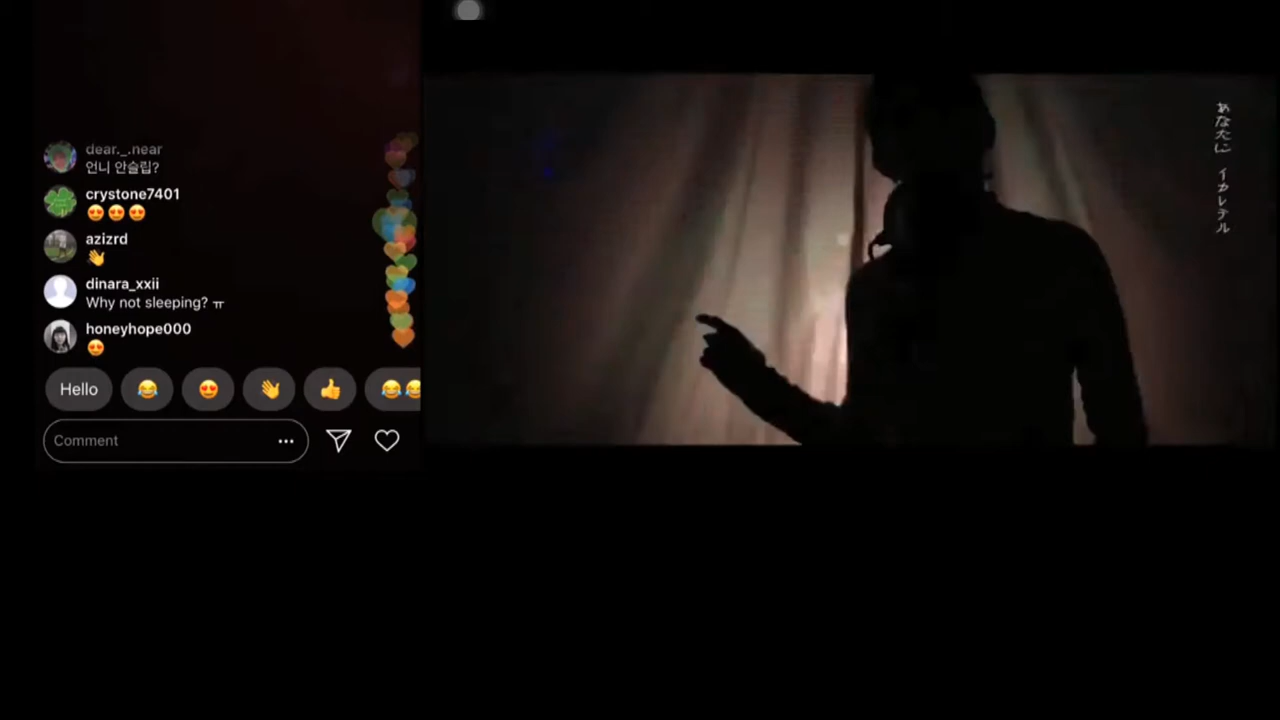 dear._.near
언니 안슬립?
crystone7401
😍😍😍
azizrd
👋
dinara_xxii
Why not sleeping? ㅠ
honeyhope000
😍
Hello 😂 😍 👋 👍 😂😂
Comment
あなたに イカレテル